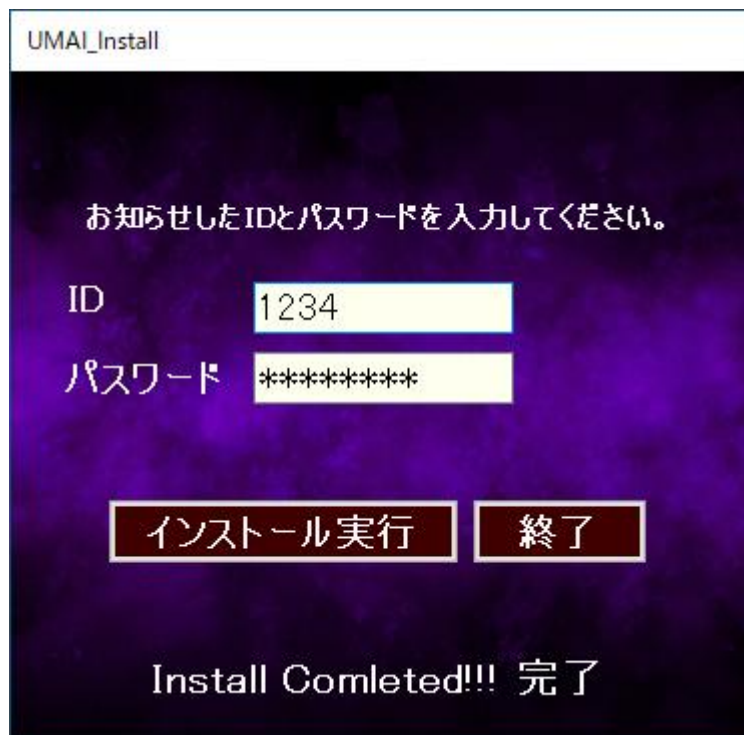 UMAI_Install
お知らせしたIDとパスワードを入力してください。
ID 1234
パスワード ********
インストール実行 終了
Install Comleted!!! 完了